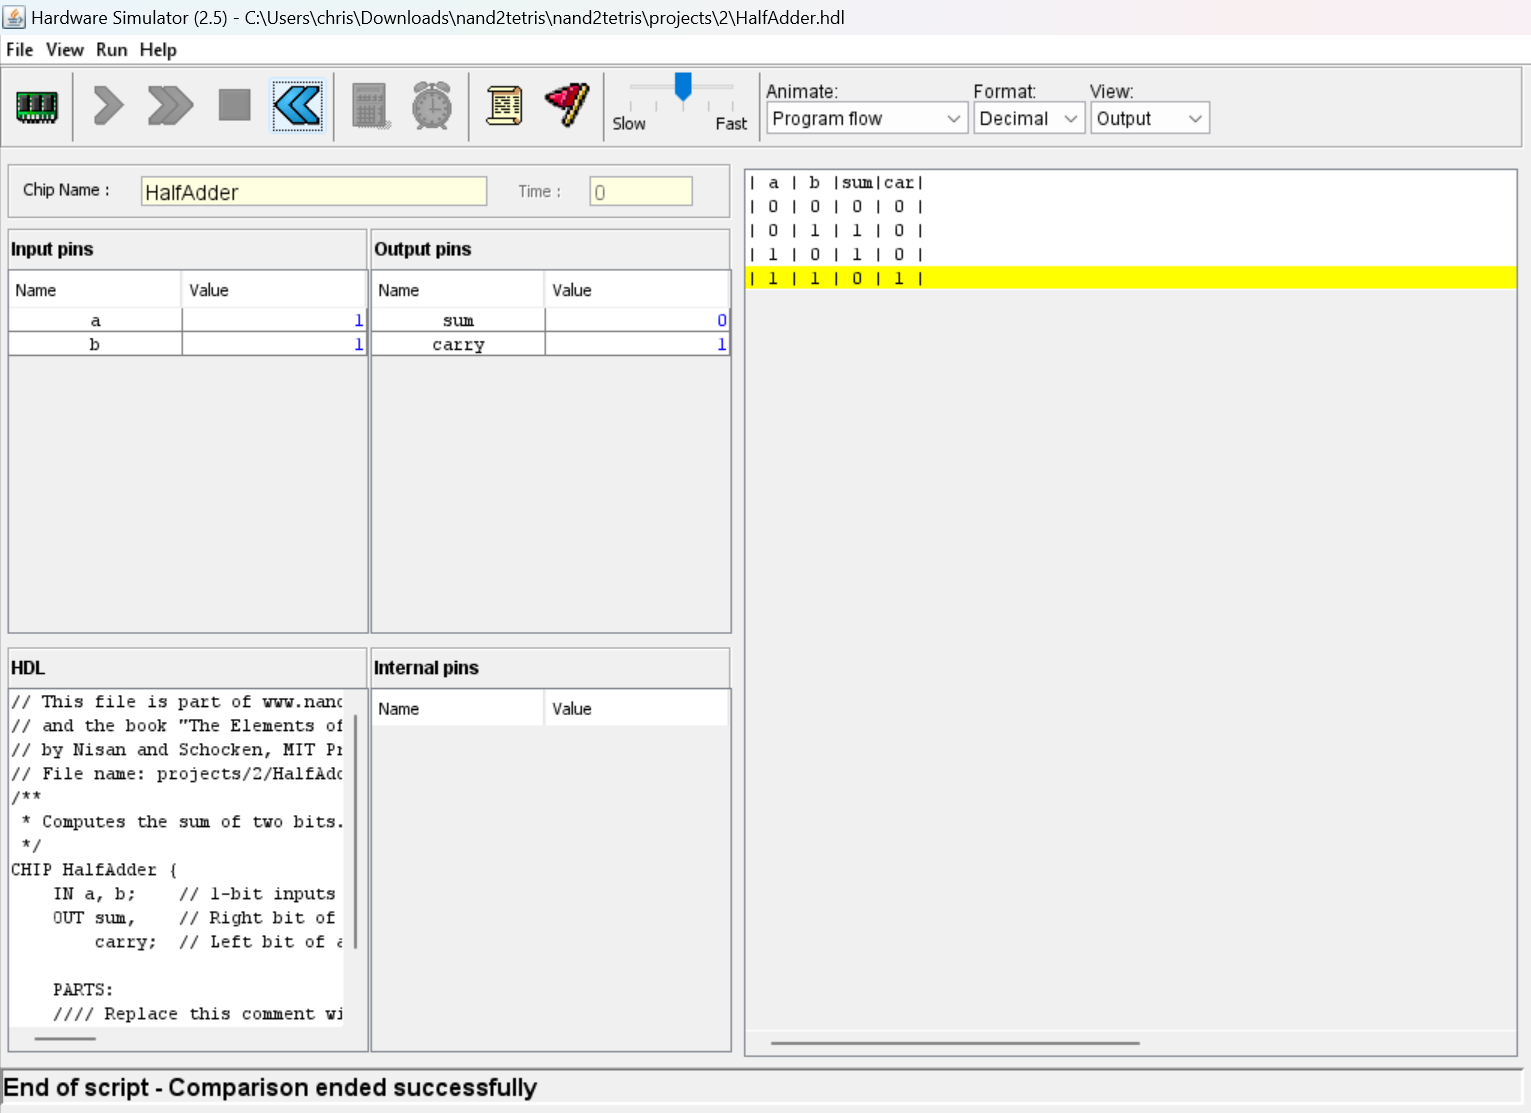 Hardware Simulator (2.5) - C:\Users\chris\Downloads\nand2tetris\nand2tetris\projects\2\HalfAdder.hdl
File View Run Help
Slow Fast
Animate: Format: View:
Program flow Decimal Output
Chip Name : HalfAdder Time : 0
Input pins
Name Value
a 1
b 1
Output pins
Name Value
sum 0
carry 1
| a | b |sum|car|
| 0 | 0 | 0 | 0 |
| 0 | 1 | 1 | 0 |
| 1 | 0 | 1 | 0 |
| 1 | 1 | 0 | 1 |
HDL
// This file is part of www.nanc
// and the book "The Elements of
// by Nisan and Schocken, MIT Pr
// File name: projects/2/HalfAdd
/**
* Computes the sum of two bits.
*/
CHIP HalfAdder {
IN a, b; // 1-bit inputs
OUT sum, // Right bit of
carry; // Left bit of a
PARTS:
//// Replace this comment wi
Internal pins
Name Value
End of script - Comparison ended successfully